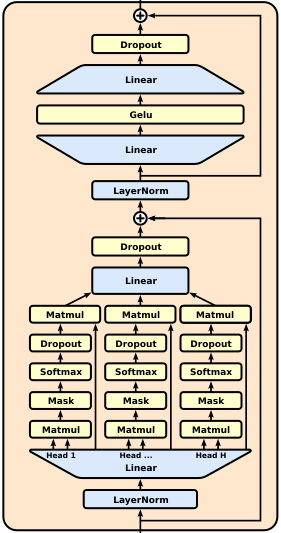 Dropout
Linear
Gelu
Linear
LayerNorm
Dropout
Linear
Matmul Matmul Matmul
Dropout Dropout Dropout
Softmax Softmax Softmax
Mask Mask Mask
Matmul Matmul Matmul
Head 1 Head ... Head H
Linear
LayerNorm